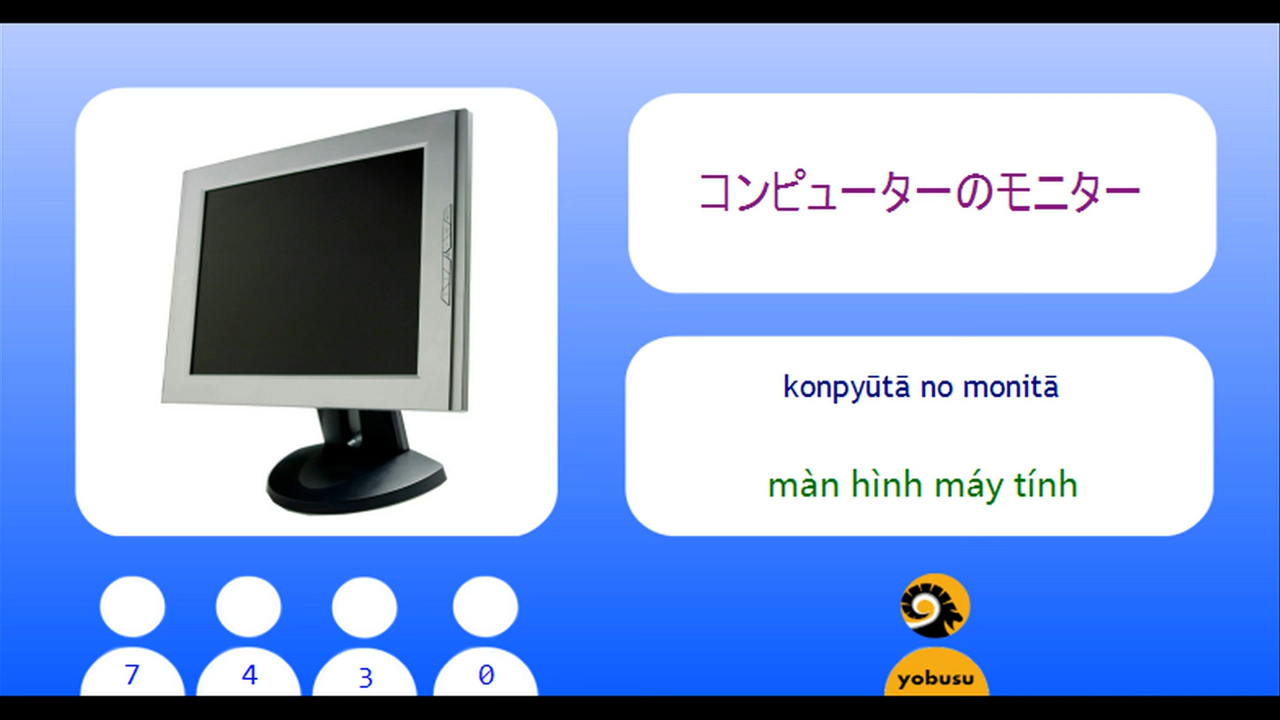 コンピューターのモニター
konpyūtā no monitā
màn hình máy tính
7 4 3 0
yobusu